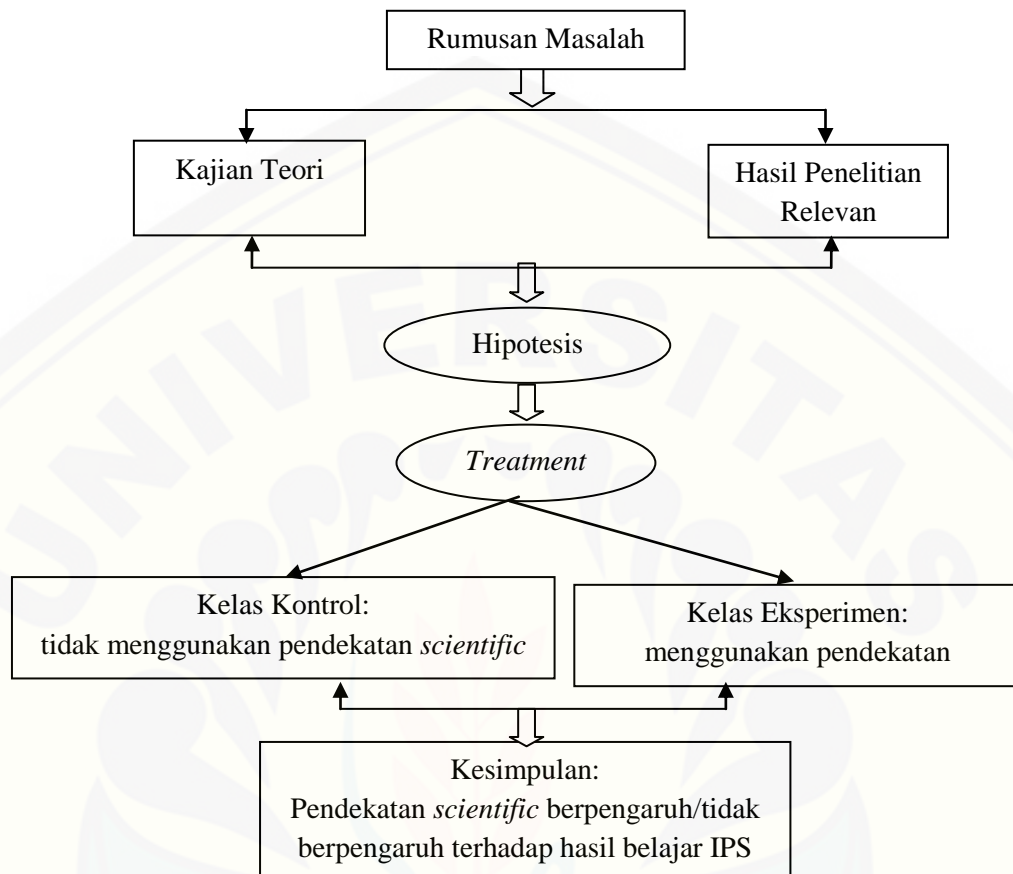 Rumusan Masalah
Kajian Teori
Hasil Penelitian
Relevan
Hipotesis
Treatment
Kelas Kontrol:
tidak menggunakan pendekatan scientific
Kelas Eksperimen:
menggunakan pendekatan
Kesimpulan:
Pendekatan scientific berpengaruh/tidak
berpengaruh terhadap hasil belajar IPS
UNIVERSITAS